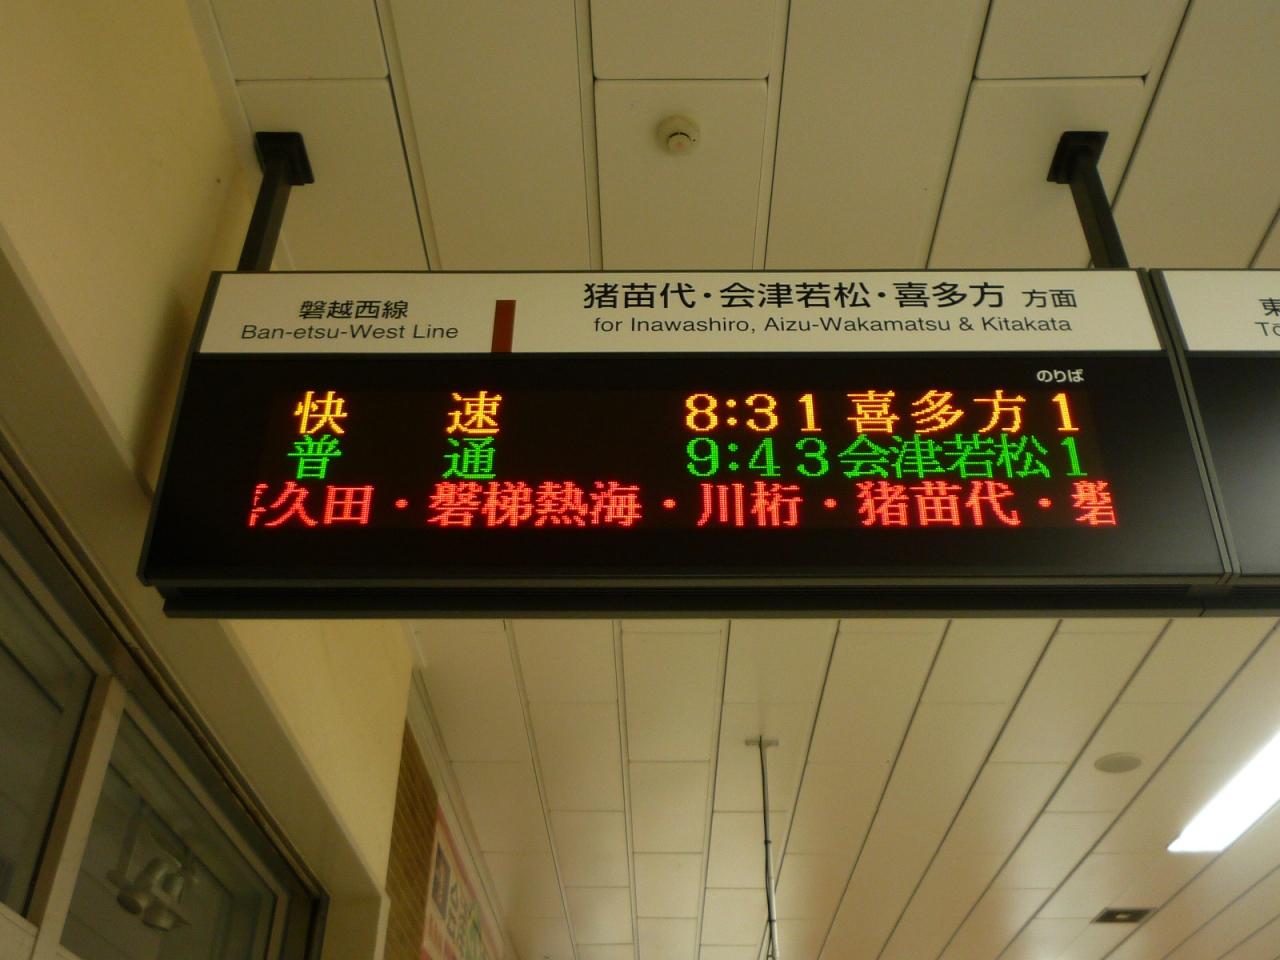 磐越西線
Ban-etsu-West Line
猪苗代・会津若松・喜多方 方面
for Inawashiro, Aizu-Wakamatsu & Kitakata
のりば
快速 8:31 喜多方 1
普通 9:43 会津若松 1
久田・磐梯熱海・川桁・猪苗代・磐
東